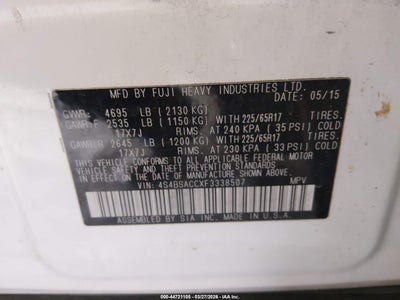 MFD BY FUJI HEAVY INDUSTRIES LTD.
DATE: 05/15
GVWR: 4695 LB (2130 KG)
GAWR:F 2535 LB (1150 KG) WITH 225/65R17 TIRES.
17X7J RIMS. AT 240 KPA (35 PSI) COLD
GAWR:R 2645 LB (1200 KG) WITH 225/65R17 TIRES.
17X7J RIMS. AT 230 KPA (33 PSI) COLD
THIS VEHICLE CONFORMS TO ALL APPLICABLE FEDERAL MOTOR
VEHICLE SAFETY STANDARDS IN EFFECT ON THE DATE OF
MANUFACTURE SHOWN ABOVE.
VIN: 4S4BSACCXF3338507 MPV
ASSEMBLED BY SIA INC. IN U.S.A.
000-44721105 - 03/27/2026 - IAA, Inc.